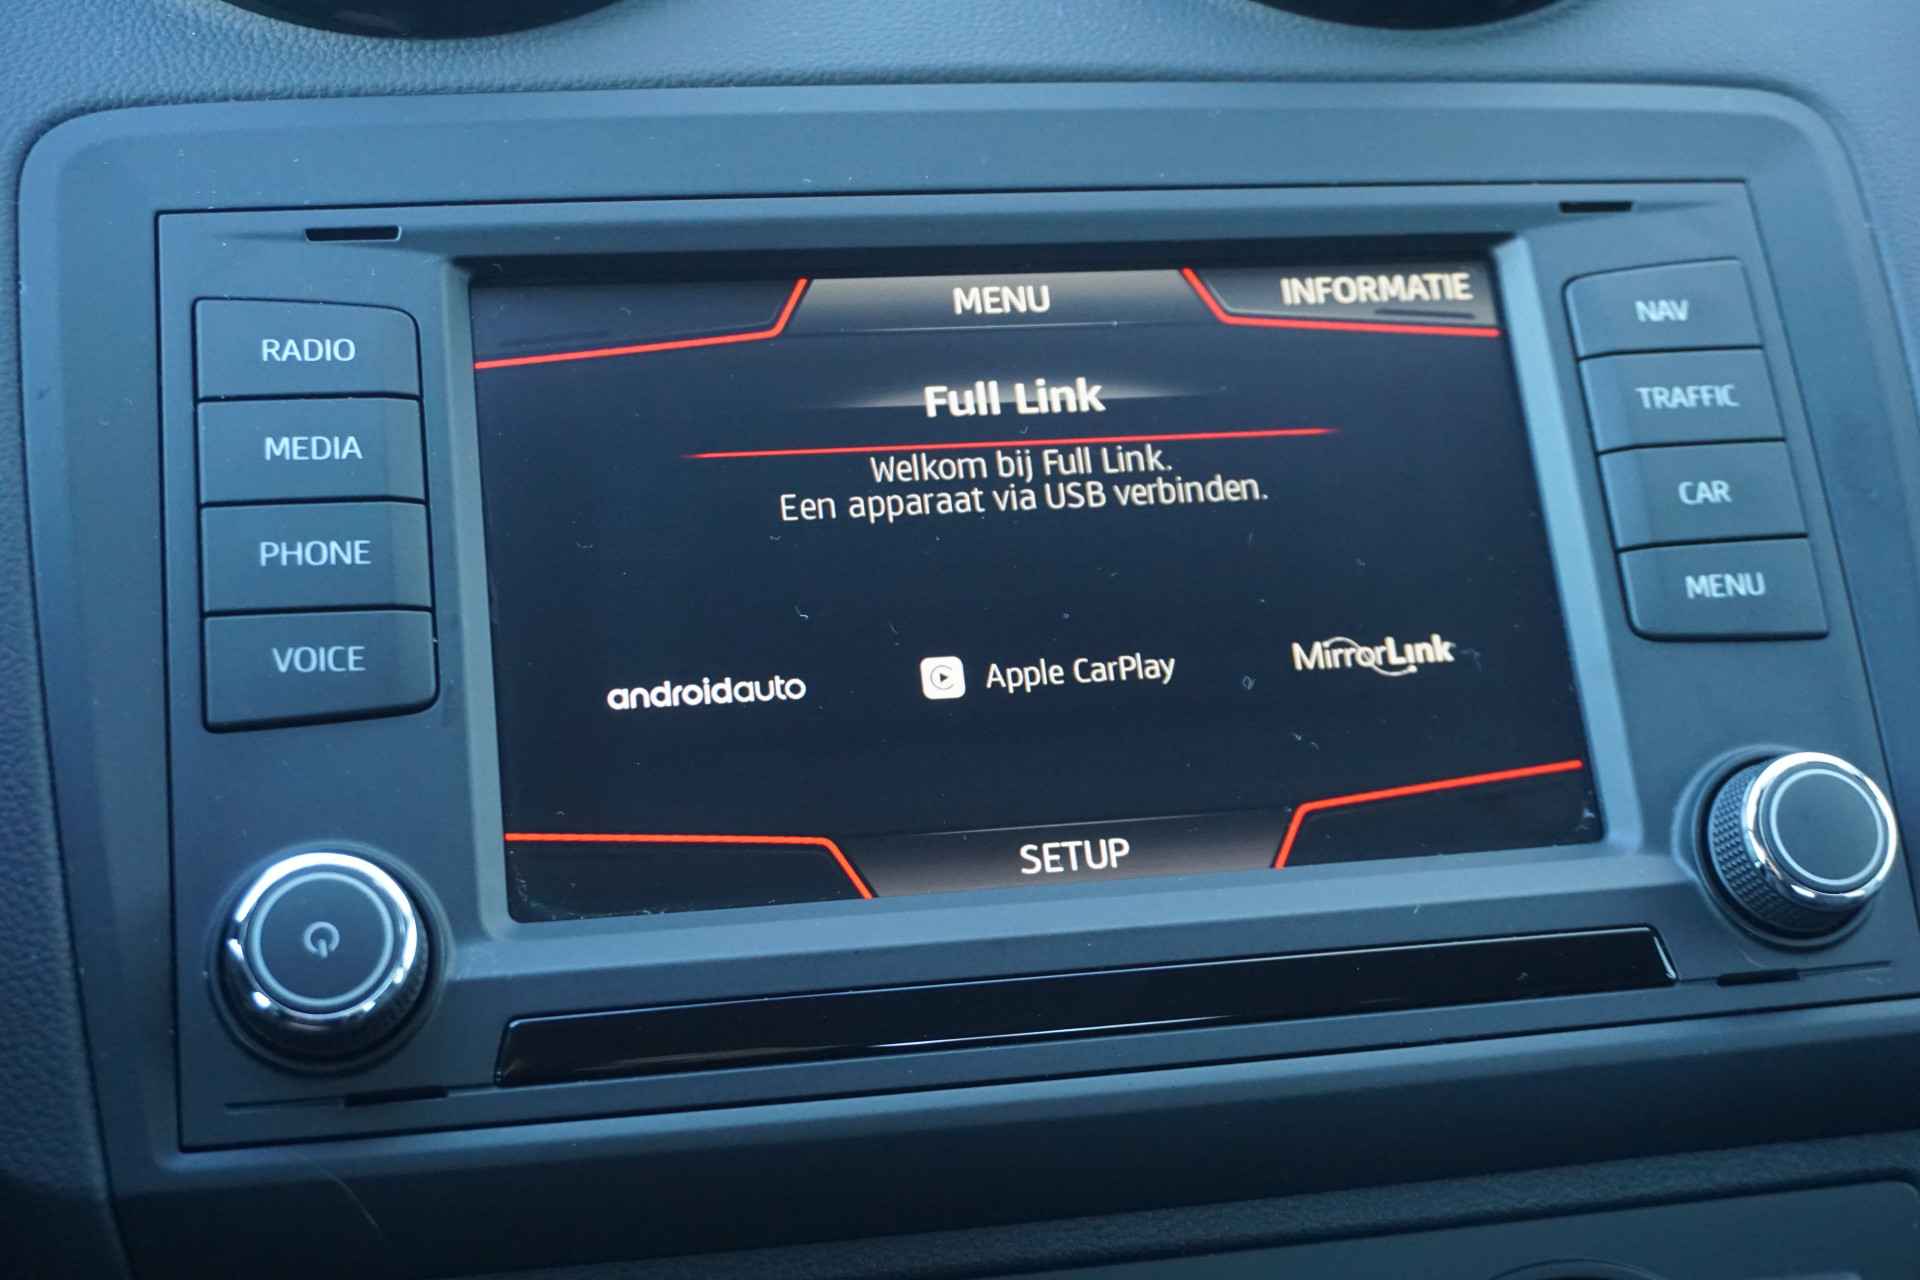 MENU
INFORMATIE
Full Link
Welkom bij Full Link.
Een apparaat via USB verbinden.
androidauto
Apple CarPlay
MirrorLink
SETUP
RADIO
MEDIA
PHONE
VOICE
NAV
TRAFFIC
CAR
MENU